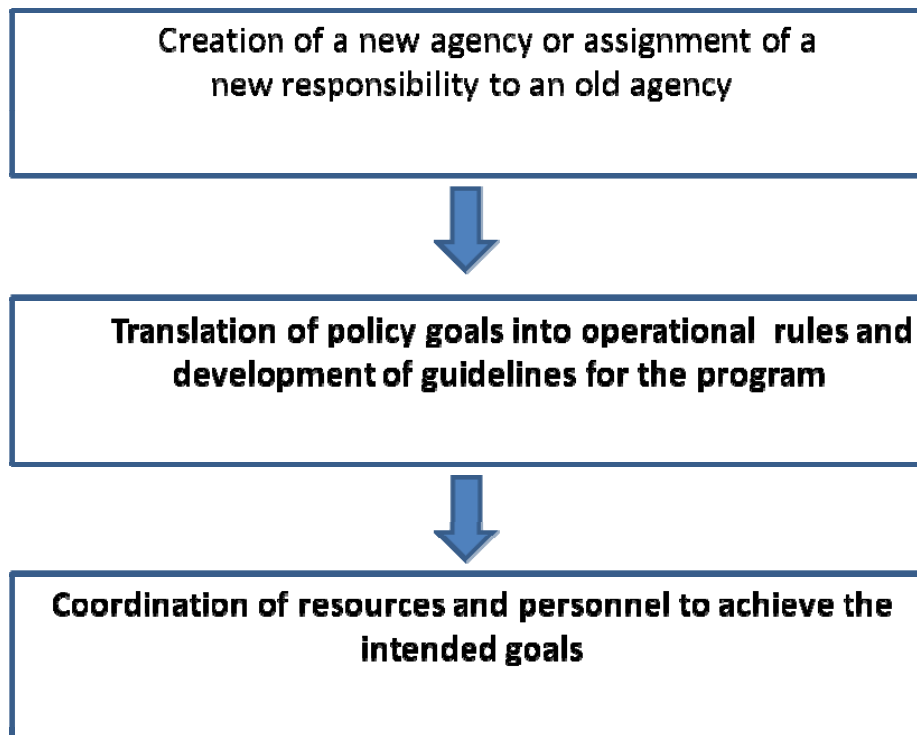 Creation of a new agency or assignment of a
new responsibility to an old agency
Translation of policy goals into operational rules and
development of guidelines for the program
Coordination of resources and personnel to achieve the
intended goals